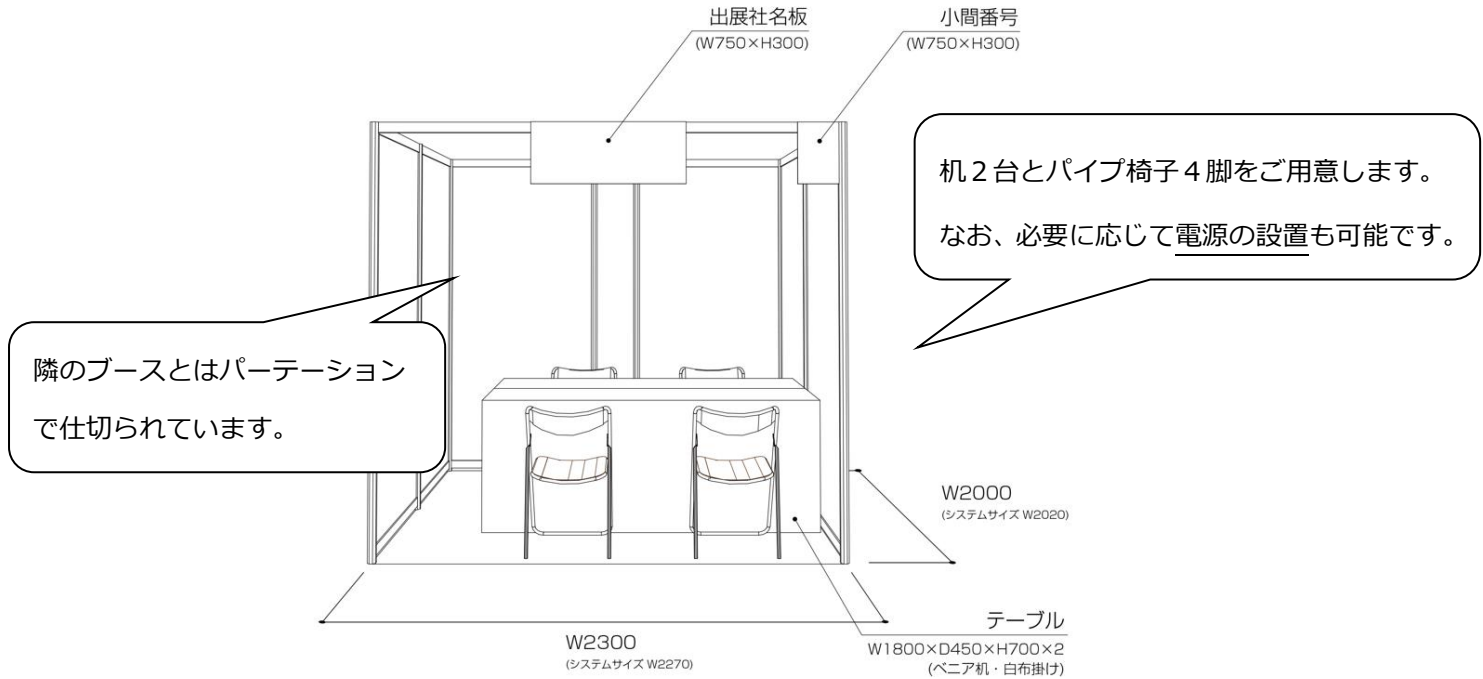 出展社名板
(W750×H300)
小間番号
(W750×H300)
机２台とパイプ椅子４脚をご用意します。
なお、必要に応じて電源の設置も可能です。
隣のブースとはパーテーション
で仕切られています。
W2000
(システムサイズ W2020)
W2300
(システムサイズ W2270)
テーブル
W1800×D450×H700×2
(ベニア机・白布掛け)